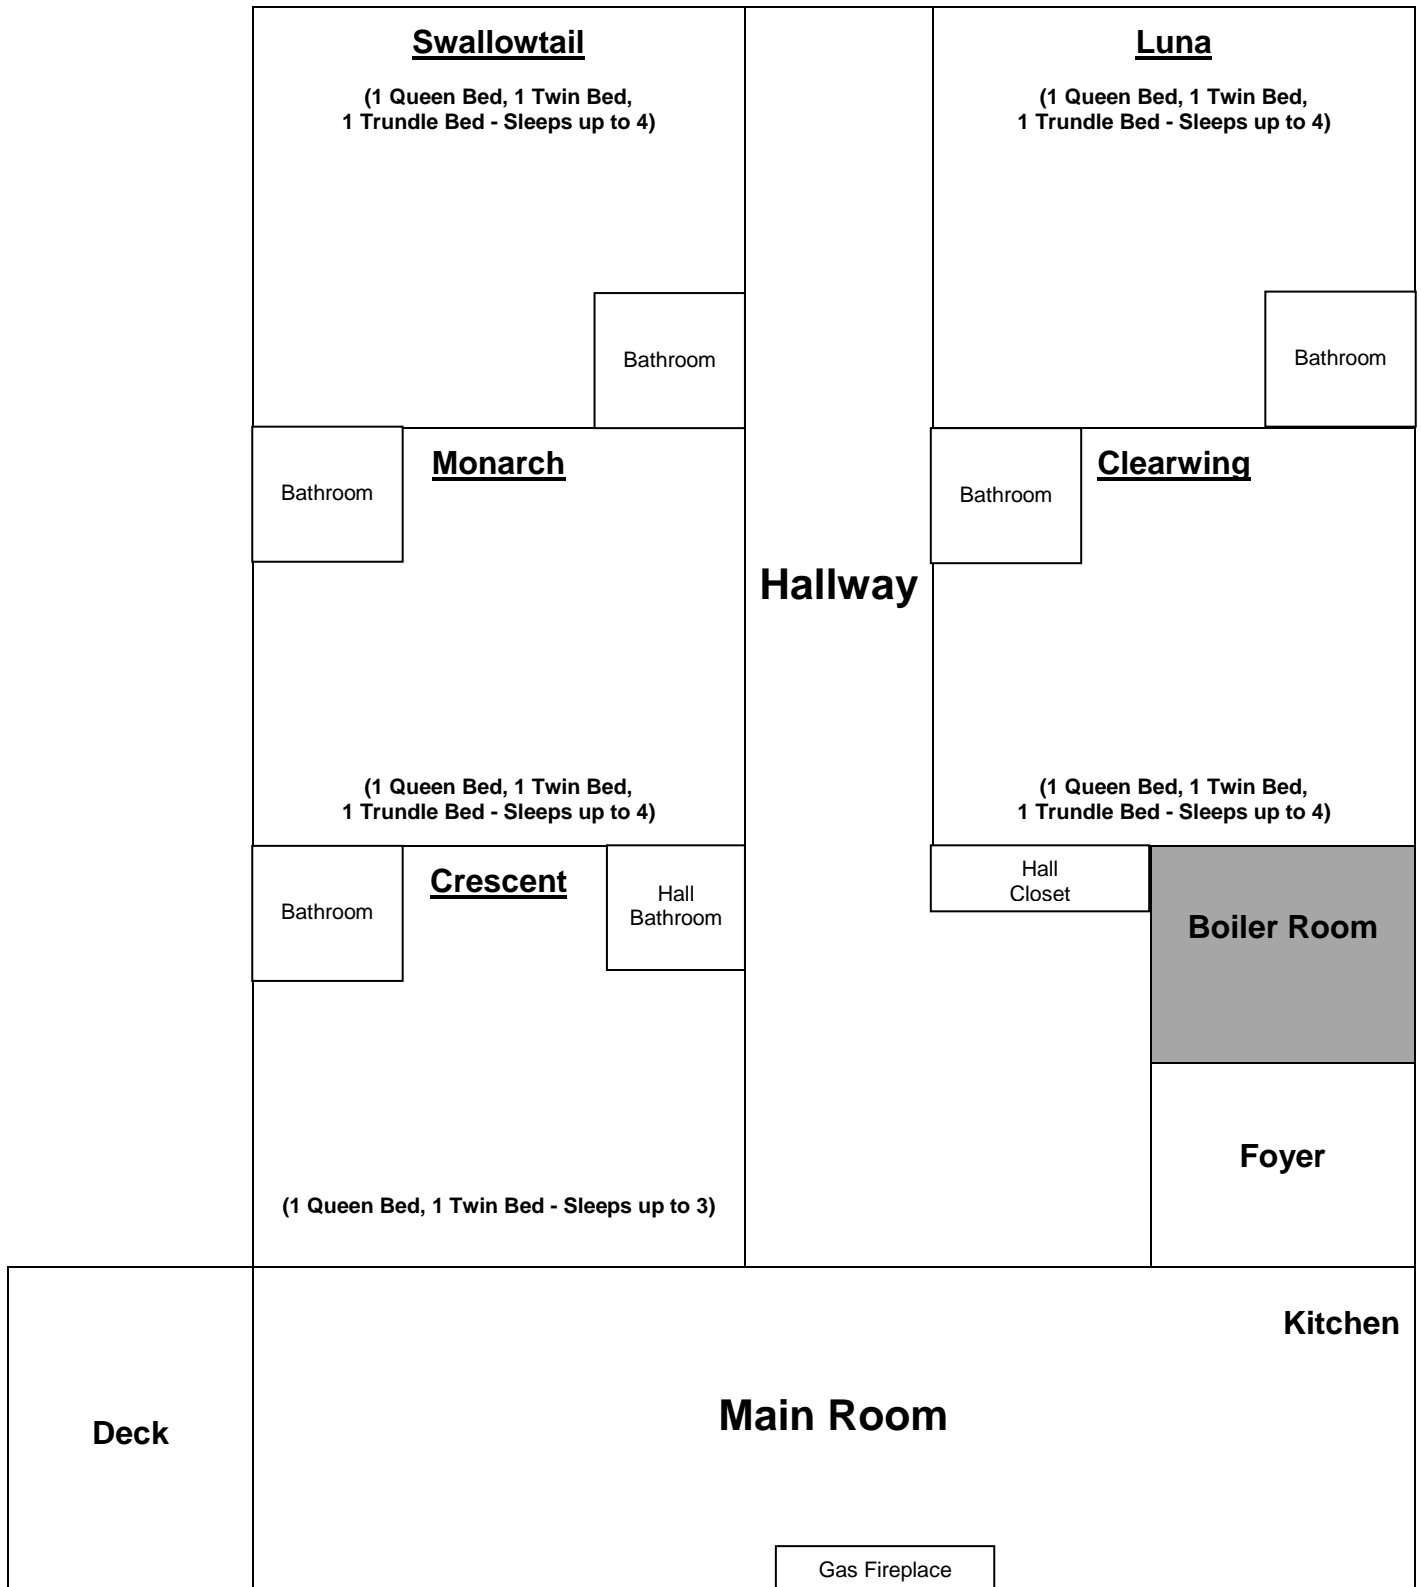 Swallowtail
(1 Queen Bed, 1 Twin Bed,
1 Trundle Bed - Sleeps up to 4)
Bathroom
Luna
(1 Queen Bed, 1 Twin Bed,
1 Trundle Bed - Sleeps up to 4)
Bathroom
Bathroom
Monarch
(1 Queen Bed, 1 Twin Bed,
1 Trundle Bed - Sleeps up to 4)
Hallway
Bathroom
Clearwing
(1 Queen Bed, 1 Twin Bed,
1 Trundle Bed - Sleeps up to 4)
Bathroom
Crescent
Hall
Bathroom
(1 Queen Bed, 1 Twin Bed - Sleeps up to 3)
Hall
Closet
Boiler Room
Foyer
Deck
Main Room
Kitchen
Gas Fireplace